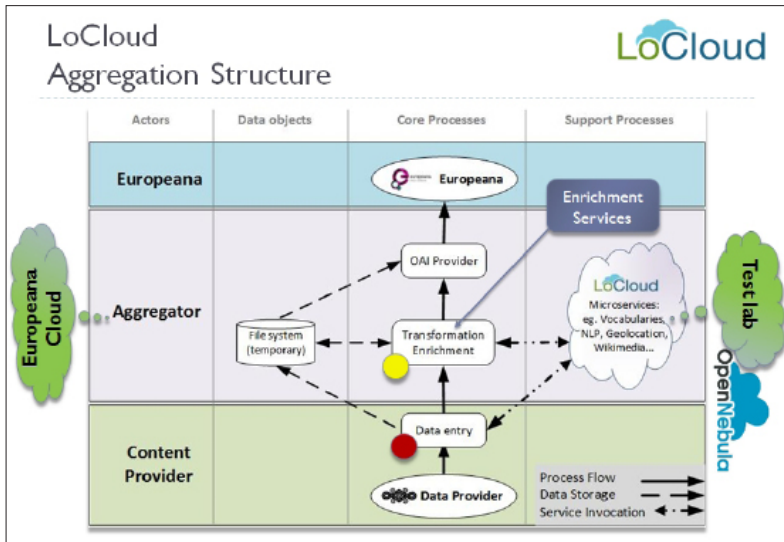 LoCloud
Aggregation Structure
LoCloud
Actors
Data objects
Core Processes
Support Processes
Europeana
Europeana
Enrichment
Services
Europeana
Cloud
Aggregator
OAI Provider
File system
(temporary)
Transformation
Enrichment
LoCloud
Microservices:
eg. Vocabularies,
NLP, Geolocation,
Wikimedia...
Test lab
OpenNebula
Content
Provider
Data entry
Data Provider
Process Flow
Data Storage
Service Invocation